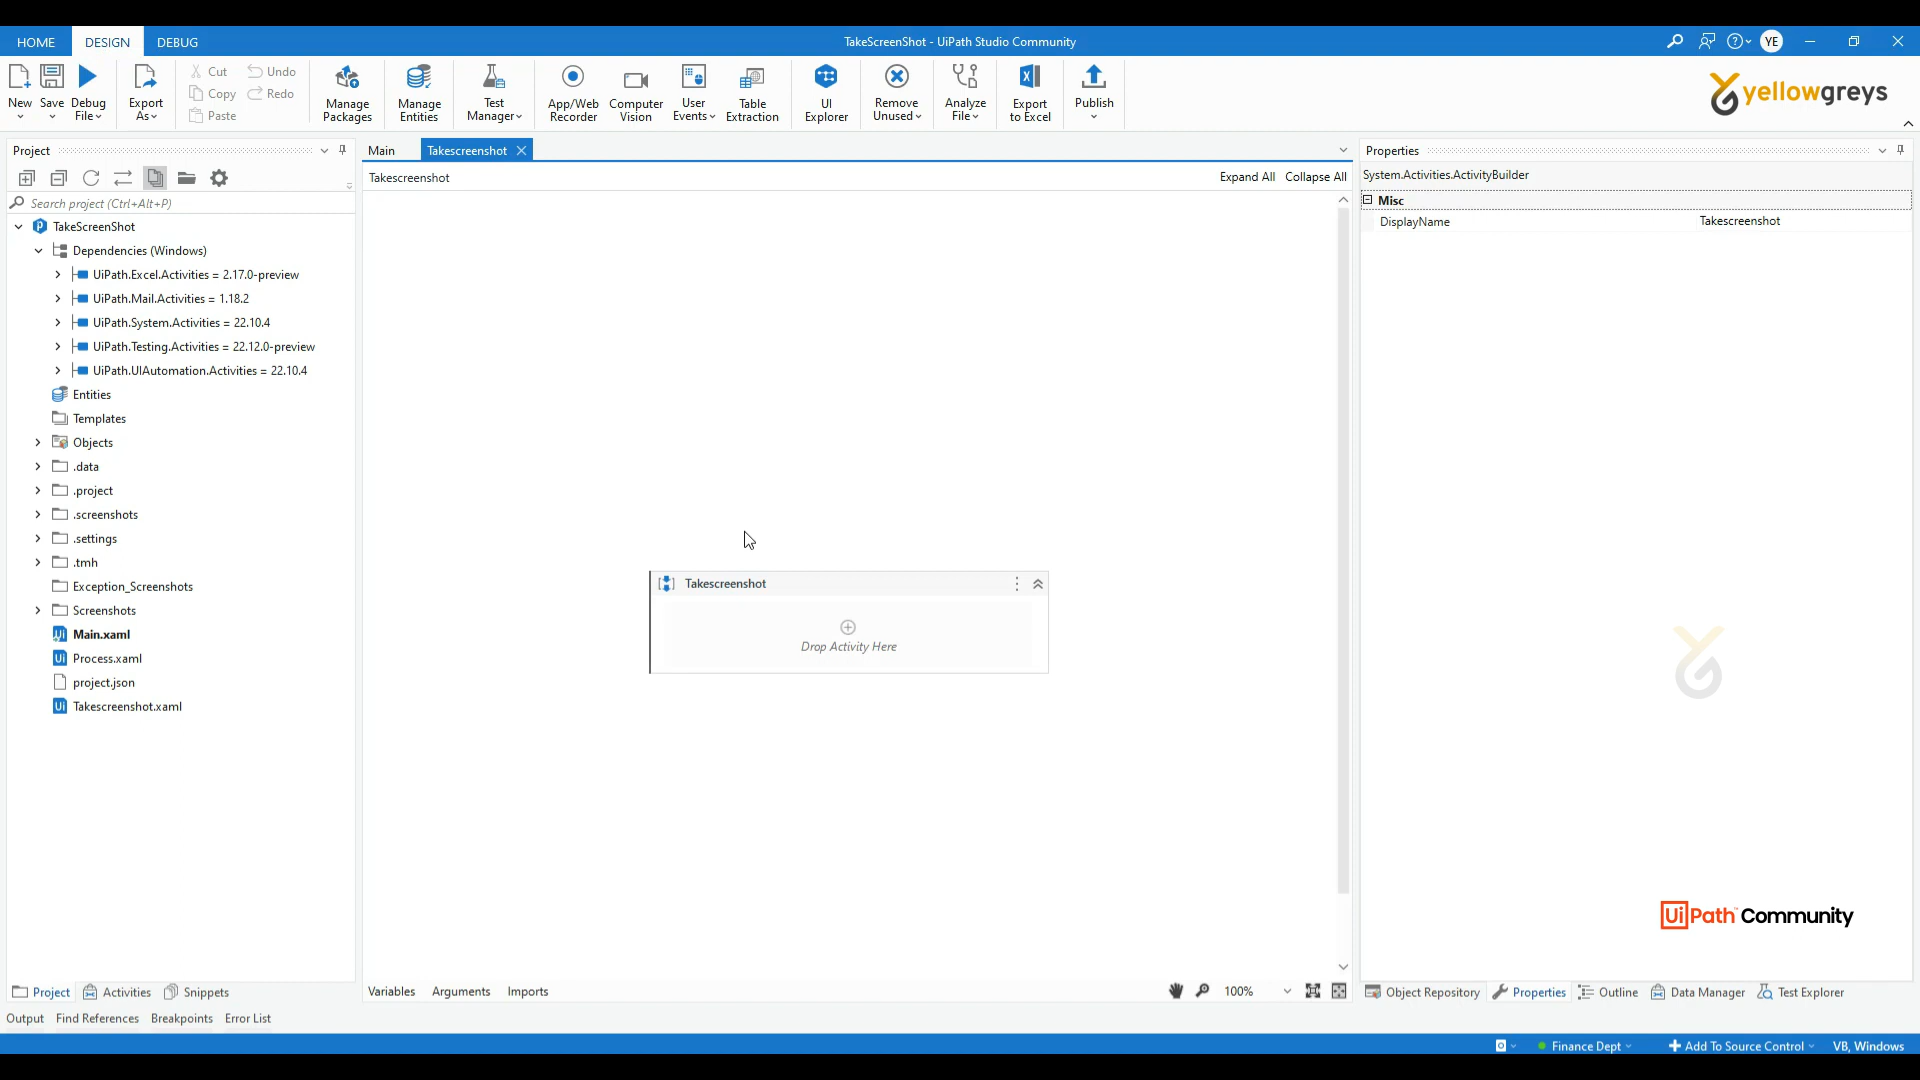 HOME DESIGN DEBUG TakeScreenShot - UiPath Studio Community YE
New Save Debug File Export As Cut Copy Paste Undo Redo Manage Packages Manage Entities Test Manager App/Web Recorder Computer Vision User Events Table Extraction UI Explorer Remove Unused Analyze File Export to Excel Publish
yellowgreys
Project
Main Takescreenshot
Properties
Takescreenshot Expand All Collapse All
System.Activities.ActivityBuilder
Search project (Ctrl+Alt+P)
Misc
DisplayName Takescreenshot
TakeScreenShot
Dependencies (Windows)
UiPath.Excel.Activities = 2.17.0-preview
UiPath.Mail.Activities = 1.18.2
UiPath.System.Activities = 22.10.4
UiPath.Testing.Activities = 22.12.0-preview
UiPath.UIAutomation.Activities = 22.10.4
Entities
Templates
Objects
.data
.project
.screenshots
.settings
.tmh
Exception_Screenshots
Screenshots
Main.xaml
Process.xaml
project.json
Takescreenshot.xaml
Takescreenshot
Drop Activity Here
UiPath Community
Project Activities Snippets
Variables Arguments Imports 100%
Object Repository Properties Outline Data Manager Test Explorer
Output Find References Breakpoints Error List
Finance Dept Add To Source Control VB, Windows